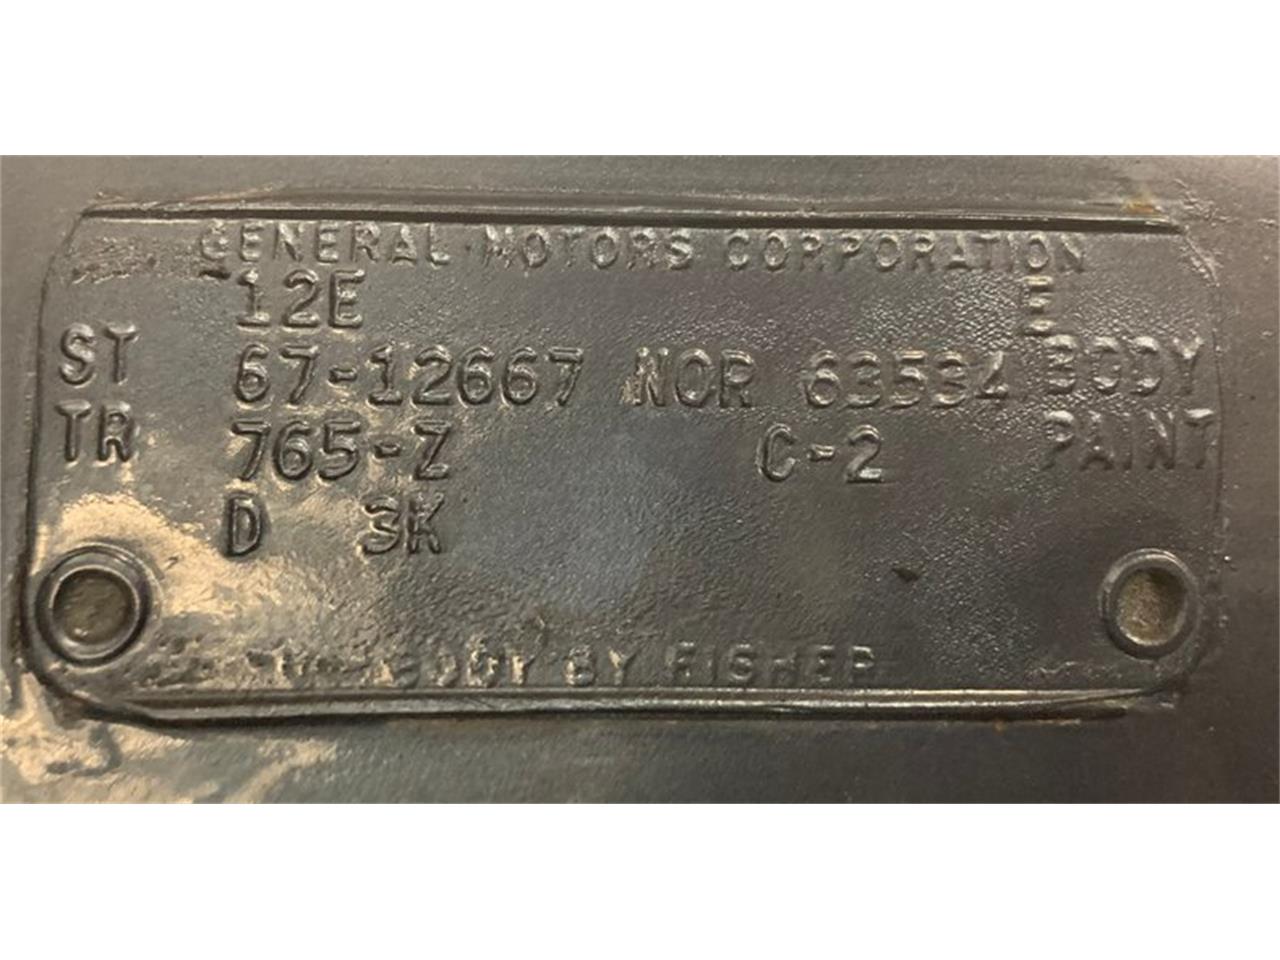 GENERAL MOTORS CORPORATION
12E E
ST 67-12667 NOR 63534 BODY
TR 765-Z C-2 PAINT
D 3K
BODY BY FISHER